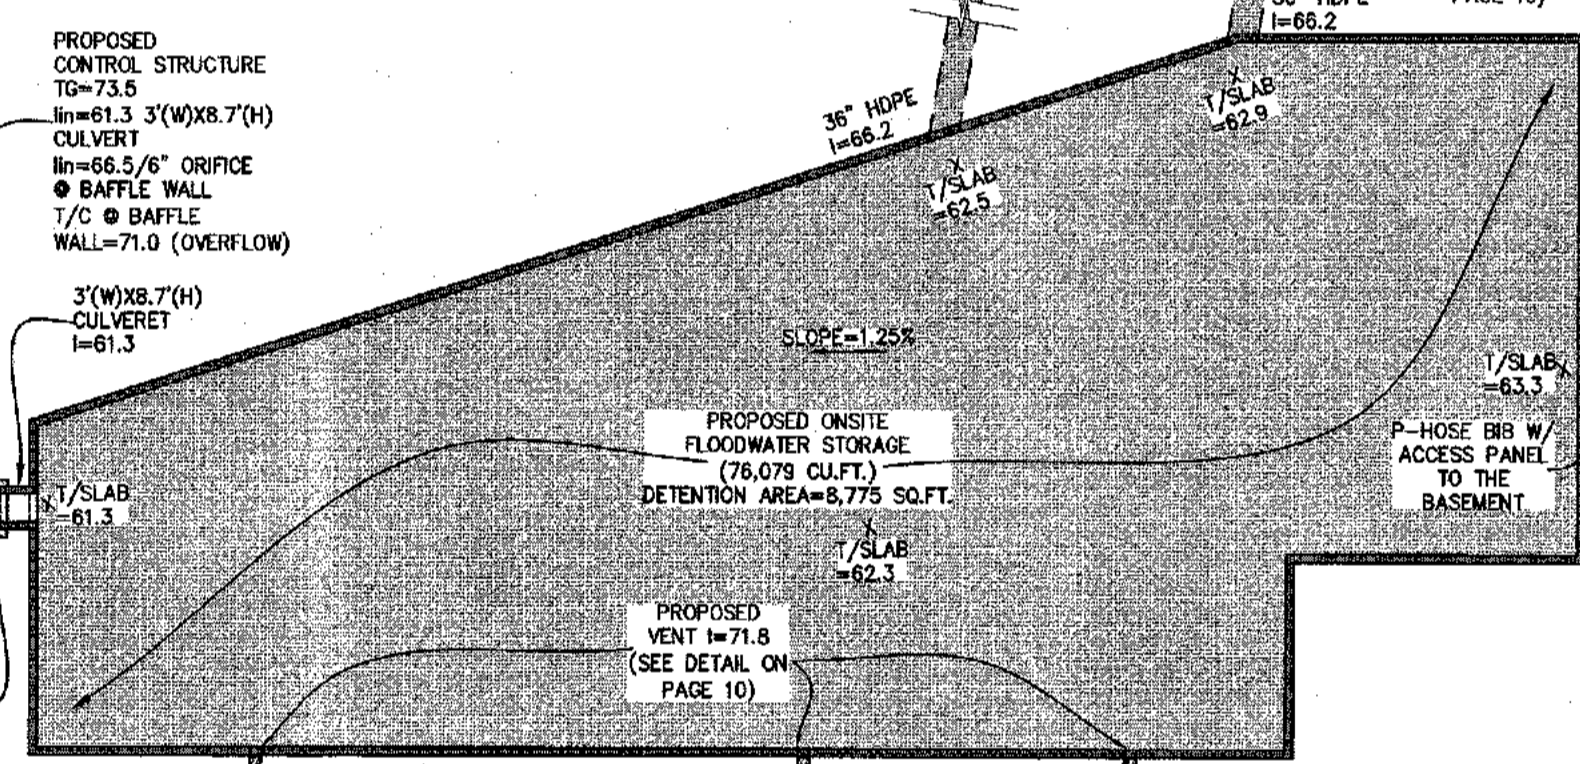 PROPOSED
CONTROL STRUCTURE
TG=73.5
Iin=61.3 3'(W)X8.7'(H)
CULVERT
Iin=66.5/6" ORIFICE
@ BAFFLE WALL
T/C @ BAFFLE
WALL=71.0 (OVERFLOW)
3'(W)X8.7'(H)
CULVERET
I=61.3
36" HDPE
I=66.2
I=66.2
T/SLAB
=62.9
T/SLAB
=62.5
SLOPE=1.25%
T/SLAB
=63.3
PROPOSED ONSITE
FLOODWATER STORAGE
(76,079 CU.FT.)
DETENTION AREA=8,775 SQ.FT.
P-HOSE BIB W/
ACCESS PANEL
TO THE
BASEMENT
T/SLAB
=61.3
T/SLAB
=62.3
PROPOSED
VENT I=71.8
(SEE DETAIL ON
PAGE 10)